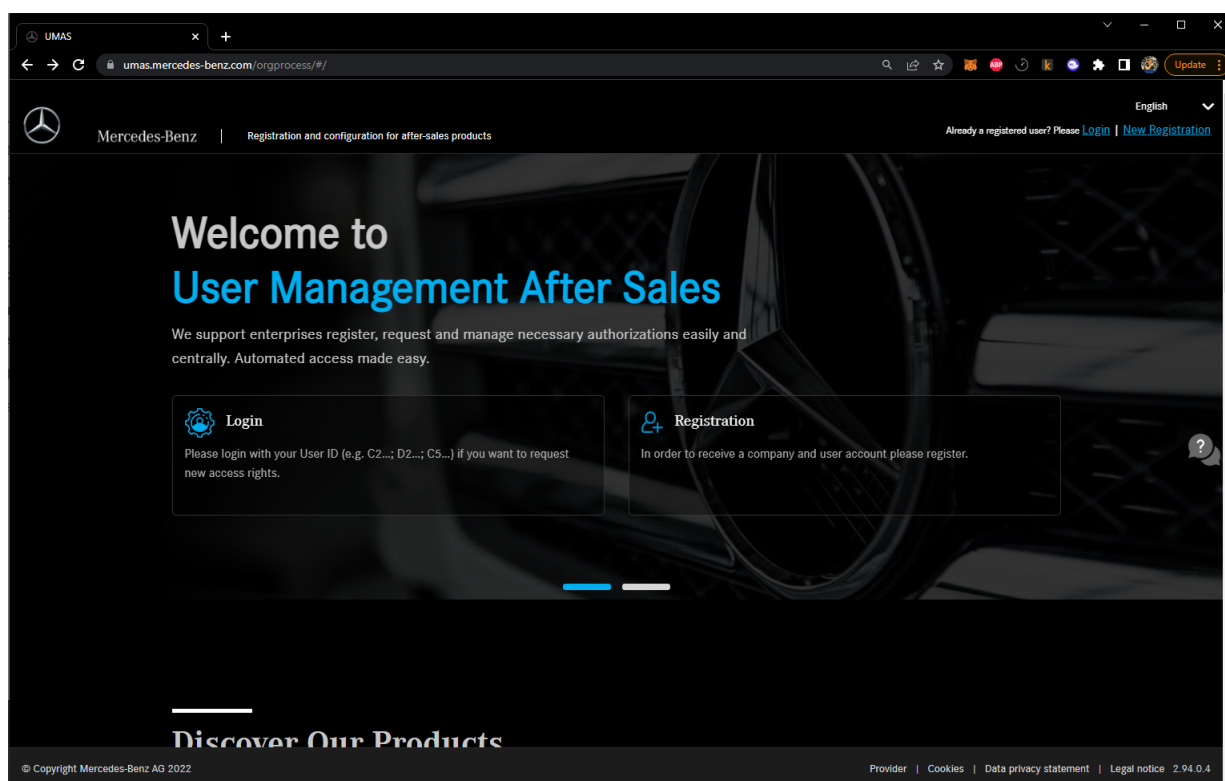 UMAS
umas.mercedes-benz.com/orgprocess/#/
ABP
k
Update
English
Mercedes-Benz | Registration and configuration for after-sales products
Already a registered user? Please Login | New Registration
Welcome to
User Management After Sales
We support enterprises register, request and manage necessary authorizations easily and
centrally. Automated access made easy.
Login
Please login with your User ID (e.g. C2...; D2...; C5...) if you want to request
new access rights.
Registration
In order to receive a company and user account please register.
?
Discover Our Products
© Copyright Mercedes-Benz AG 2022
Provider | Cookies | Data privacy statement | Legal notice 2.94.0.4